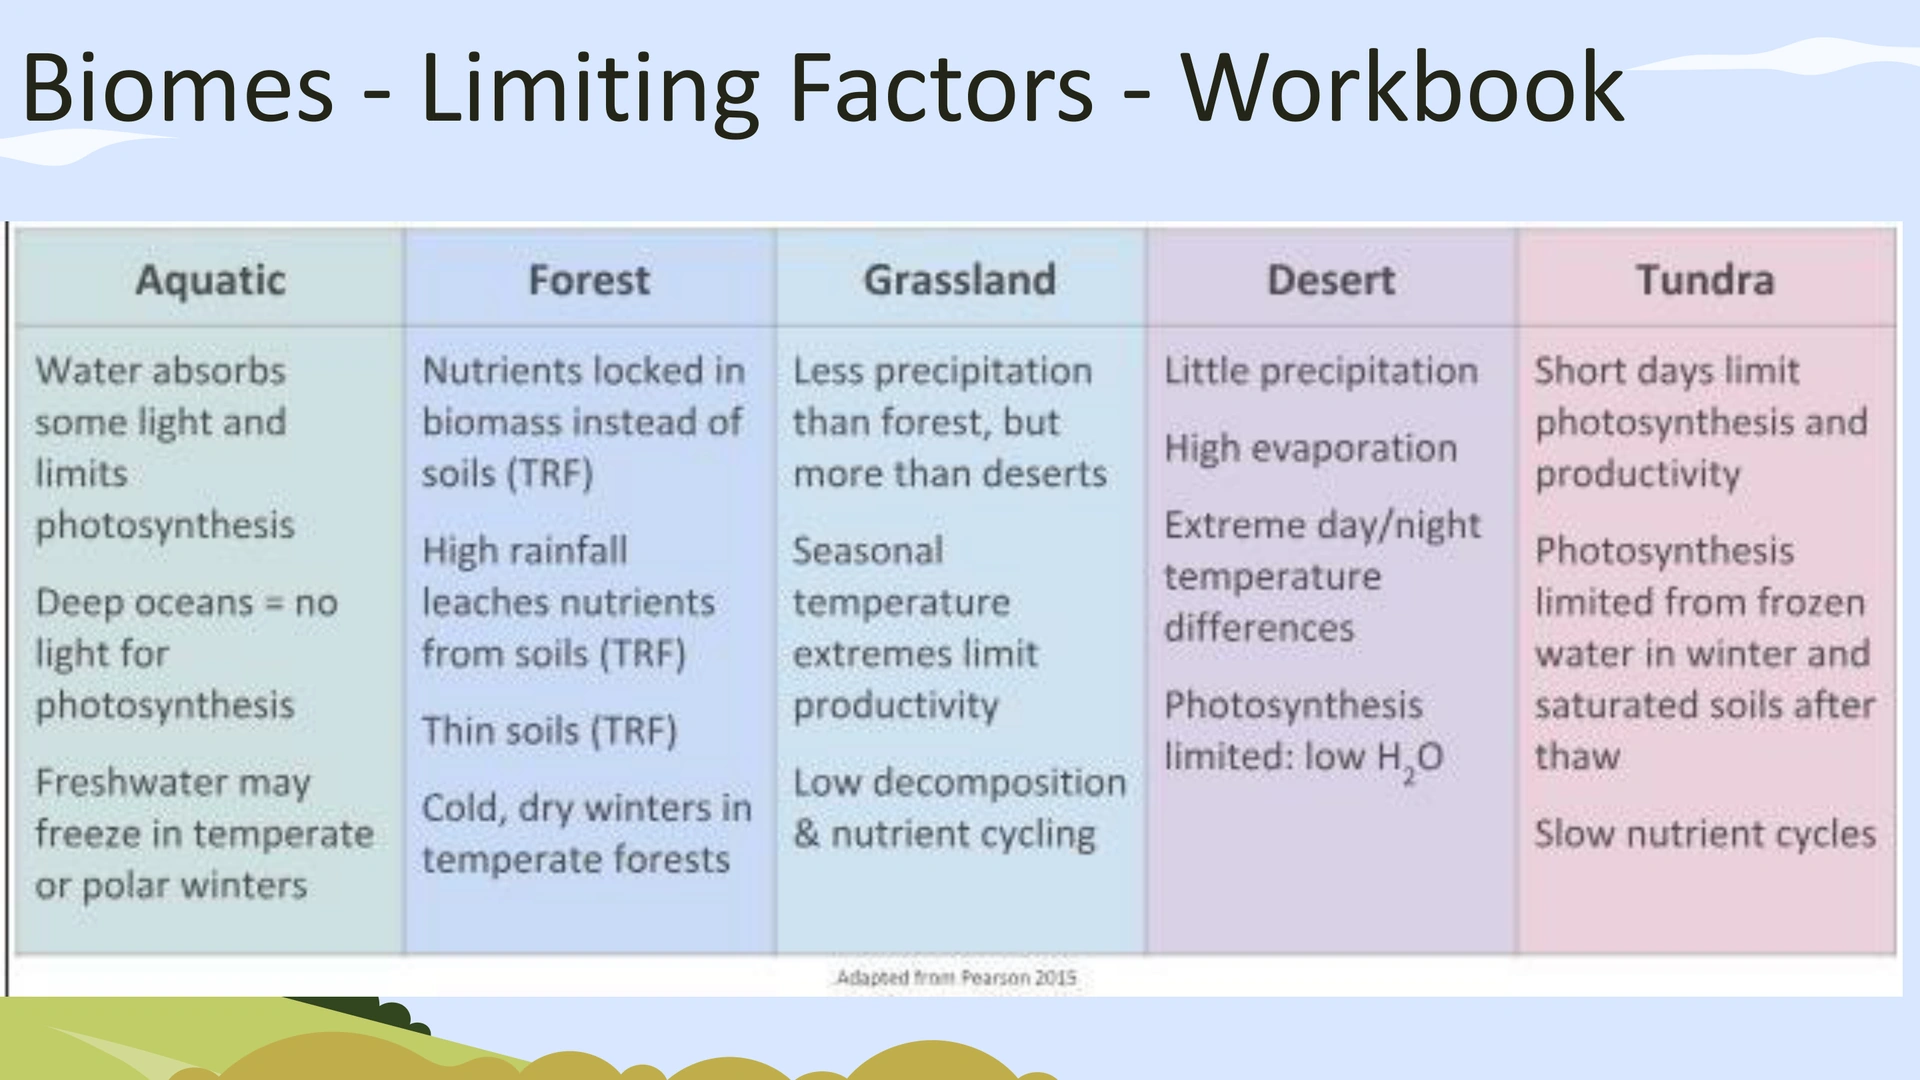 Biomes - Limiting Factors - Workbook
Aquatic
Water absorbs
some light and
limits
photosynthesis
Deep oceans = no
light for
photosynthesis
Freshwater may
freeze in temperate
or polar winters
Forest
Nutrients locked in
biomass instead of
soils (TRF)
High rainfall
leaches nutrients
from soils (TRF)
Thin soils (TRF)
Cold, dry winters in
temperate forests
Grassland
Less precipitation
than forest, but
more than deserts
Seasonal
temperature
extremes limit
productivity
Low decomposition
& nutrient cycling
Desert
Little precipitation
High evaporation
Extreme day/night
temperature
differences
Photosynthesis
limited: low H₂O
Tundra
Short days limit
photosynthesis and
productivity
Photosynthesis
limited from frozen
water in winter and
saturated soils after
thaw
Slow nutrient cycles
Adapted from Pearson 2015